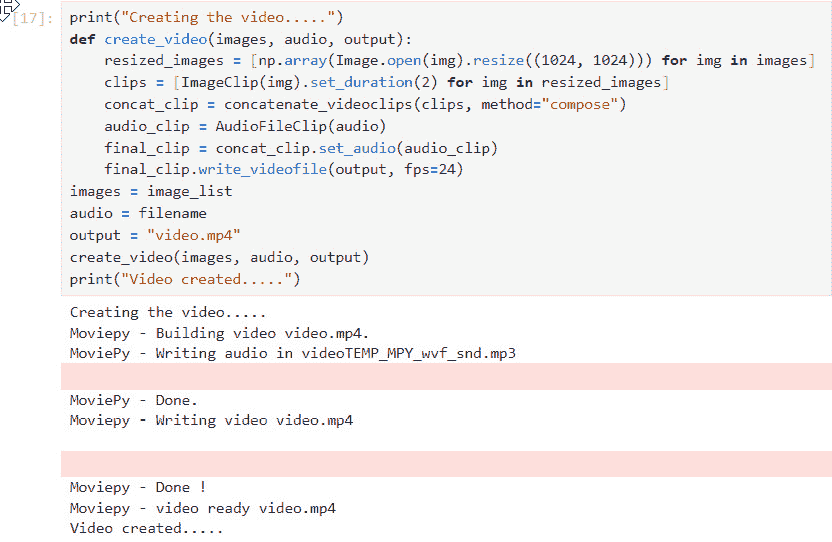 [17]: print("Creating the video.....")
def create_video(images, audio, output):
    resized_images = [np.array(Image.open(img).resize((1024, 1024))) for img in images]
    clips = [ImageClip(img).set_duration(2) for img in resized_images]
    concat_clip = concatenate_videoclips(clips, method="compose")
    audio_clip = AudioFileClip(audio)
    final_clip = concat_clip.set_audio(audio_clip)
    final_clip.write_videofile(output, fps=24)
images = image_list
audio = filename
output = "video.mp4"
create_video(images, audio, output)
print("Video created.....")
Creating the video.....
Moviepy - Building video video.mp4.
MoviePy - Writing audio in videoTEMP_MPY_wvf_snd.mp3
MoviePy - Done.
Moviepy - Writing video video.mp4
Moviepy - Done !
Moviepy - video ready video.mp4
Video created.....